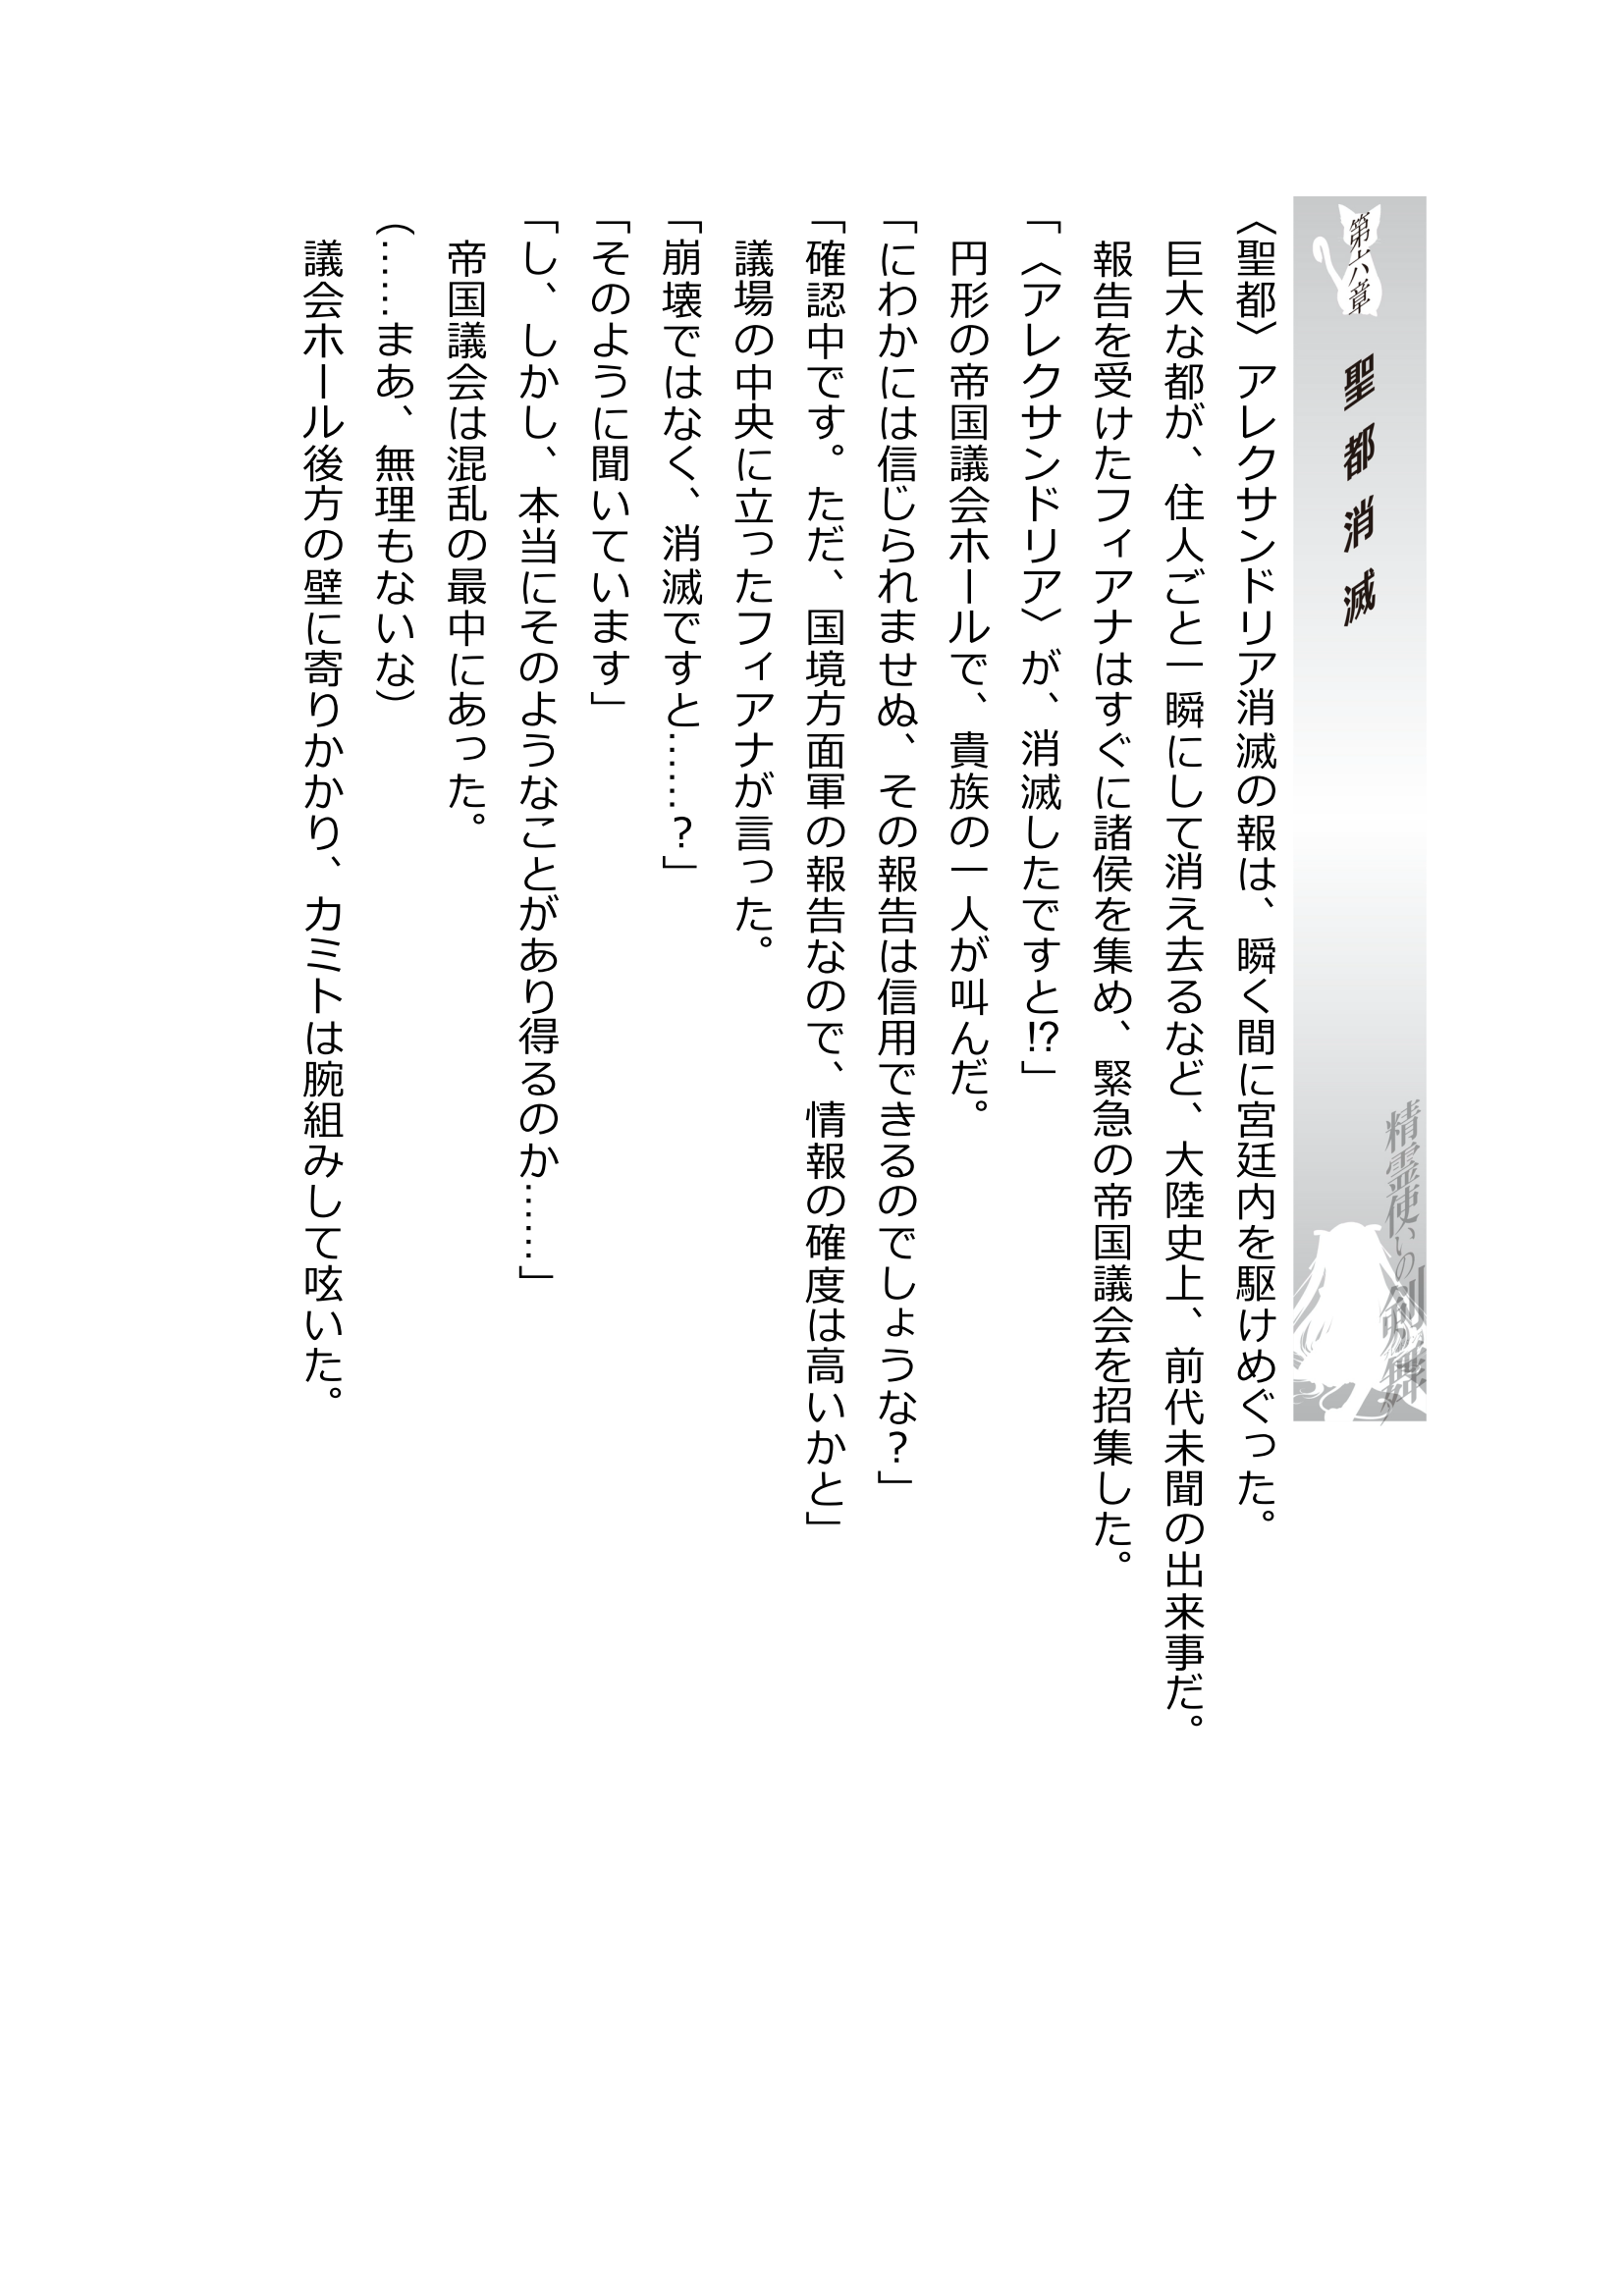 第六章
聖都消滅
精霊使いの剣舞
〈聖都〉アレクサンドリア消滅の報は、瞬く間に宮廷内を駆けめぐった。
巨大な都が、住人ごと一瞬にして消え去るなど、大陸史上、前代未聞の出来事だ。
報告を受けたフィアナはすぐに諸侯を集め、緊急の帝国議会を招集した。
「〈アレクサンドリア〉が、消滅したですと⁉」
円形の帝国議会ホールで、貴族の一人が叫んだ。
「にわかには信じられませぬ、その報告は信用できるのでしょうな？」
「確認中です。ただ、国境方面軍の報告なので、情報の確度は高いかと」
議場の中央に立ったフィアナが言った。
「崩壊ではなく、消滅ですと……？」
「そのように聞いています」
「し、しかし、本当にそのようなことがあり得るのか……」
帝国議会は混乱の最中にあった。
（……まあ、無理もないな）
議会ホール後方の壁に寄りかかり、カミトは腕組みして呟いた。